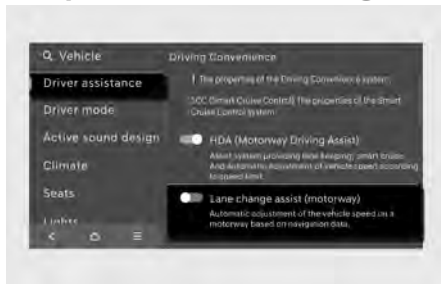 Vehicle
Driver assistance
Driver mode
Active sound design
Climate
Seats
Lights
Driving Convenience
The properties of the Driving Convenience system.
SCC (Smart Cruise Control) The properties of the Smart
Cruise Control system.
HDA (Motorway Driving Assist)
Assist system providing lane keeping, smart cruise
And Automatic Adjustment of vehicle speed according
to speed limit.
Lane change assist (motorway)
Automatic adjustment of the vehicle speed on a
motorway based on navigation data.